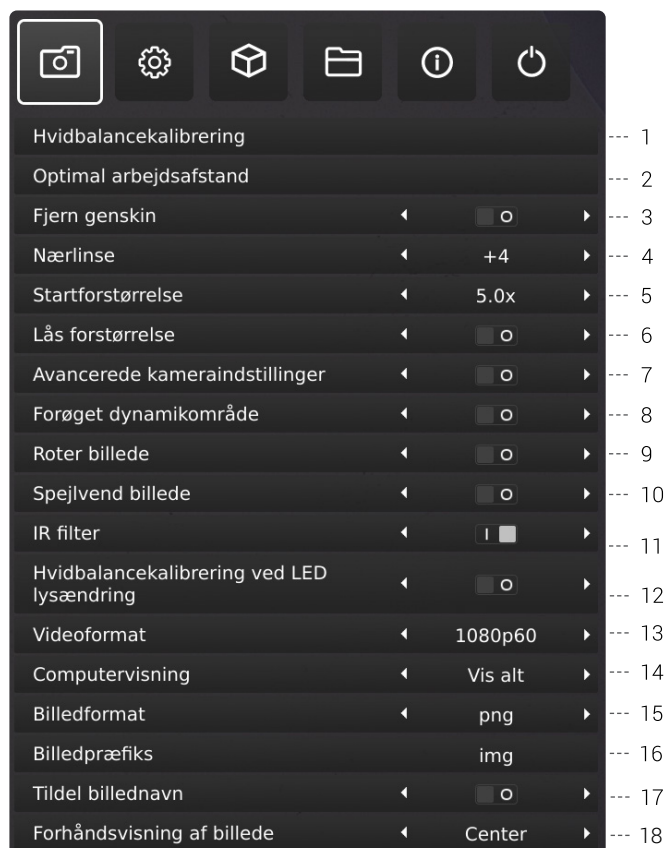 Hvidbalancekalibrering --- 1
Optimal arbejdsafstand --- 2
Fjern genskin O --- 3
Nærlinse +4 --- 4
Startforstørrelse 5.0x --- 5
Lås forstørrelse O --- 6
Avancerede kameraindstillinger O --- 7
Forøget dynamikområde O --- 8
Roter billede O --- 9
Spejlvend billede O --- 10
IR filter I --- 11
Hvidbalancekalibrering ved LED
lysændring O --- 12
Videoformat 1080p60 --- 13
Computervisning Vis alt --- 14
Billedformat png --- 15
Billedpræfiks img --- 16
Tildel billednavn O --- 17
Forhåndsvisning af billede Center --- 18